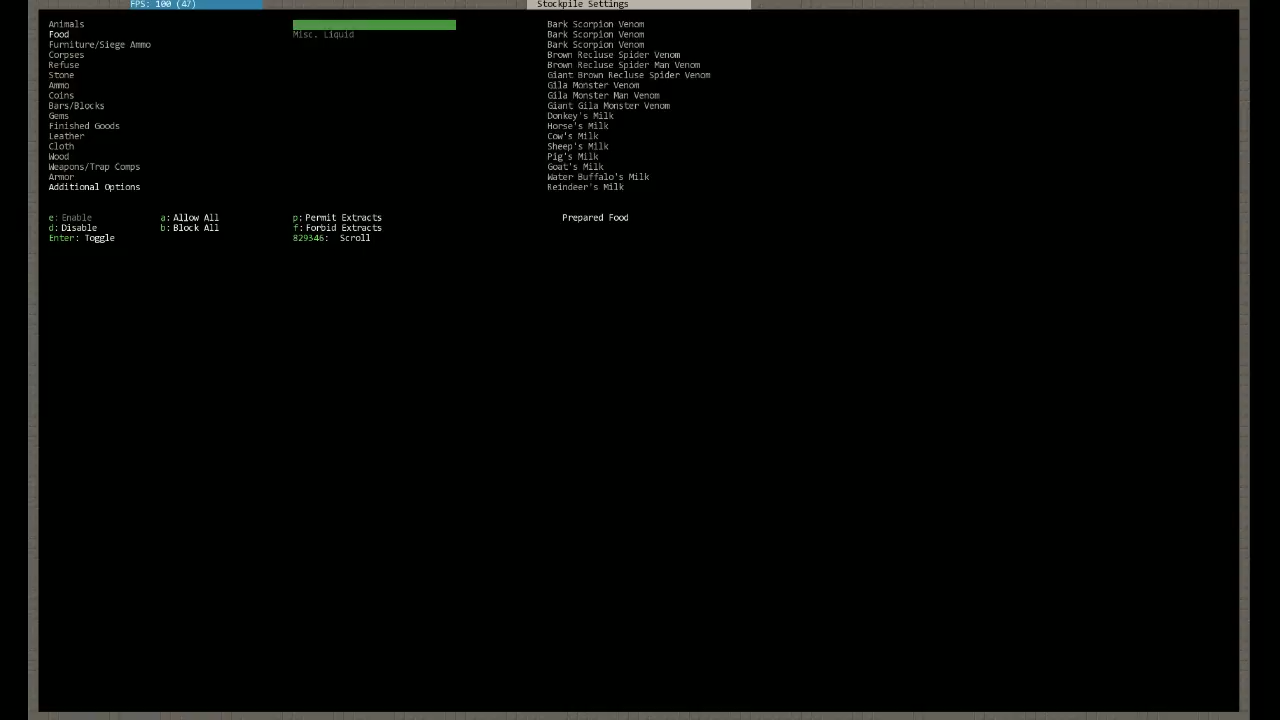 FPS: 100 (47)
Stockpile Settings
Animals
Food
Furniture/Siege Ammo
Corpses
Refuse
Stone
Ammo
Coins
Bars/Blocks
Gems
Finished Goods
Leather
Cloth
Wood
Weapons/Trap Comps
Armor
Additional Options
Misc. Liquid
Bark Scorpion Venom
Bark Scorpion Venom
Bark Scorpion Venom
Brown Recluse Spider Venom
Brown Recluse Spider Man Venom
Giant Brown Recluse Spider Venom
Gila Monster Venom
Gila Monster Man Venom
Giant Gila Monster Venom
Donkey's Milk
Horse's Milk
Cow's Milk
Sheep's Milk
Pig's Milk
Goat's Milk
Water Buffalo's Milk
Reindeer's Milk
e: Enable a: Allow All p: Permit Extracts Prepared Food
d: Disable b: Block All f: Forbid Extracts
Enter: Toggle 829346: Scroll